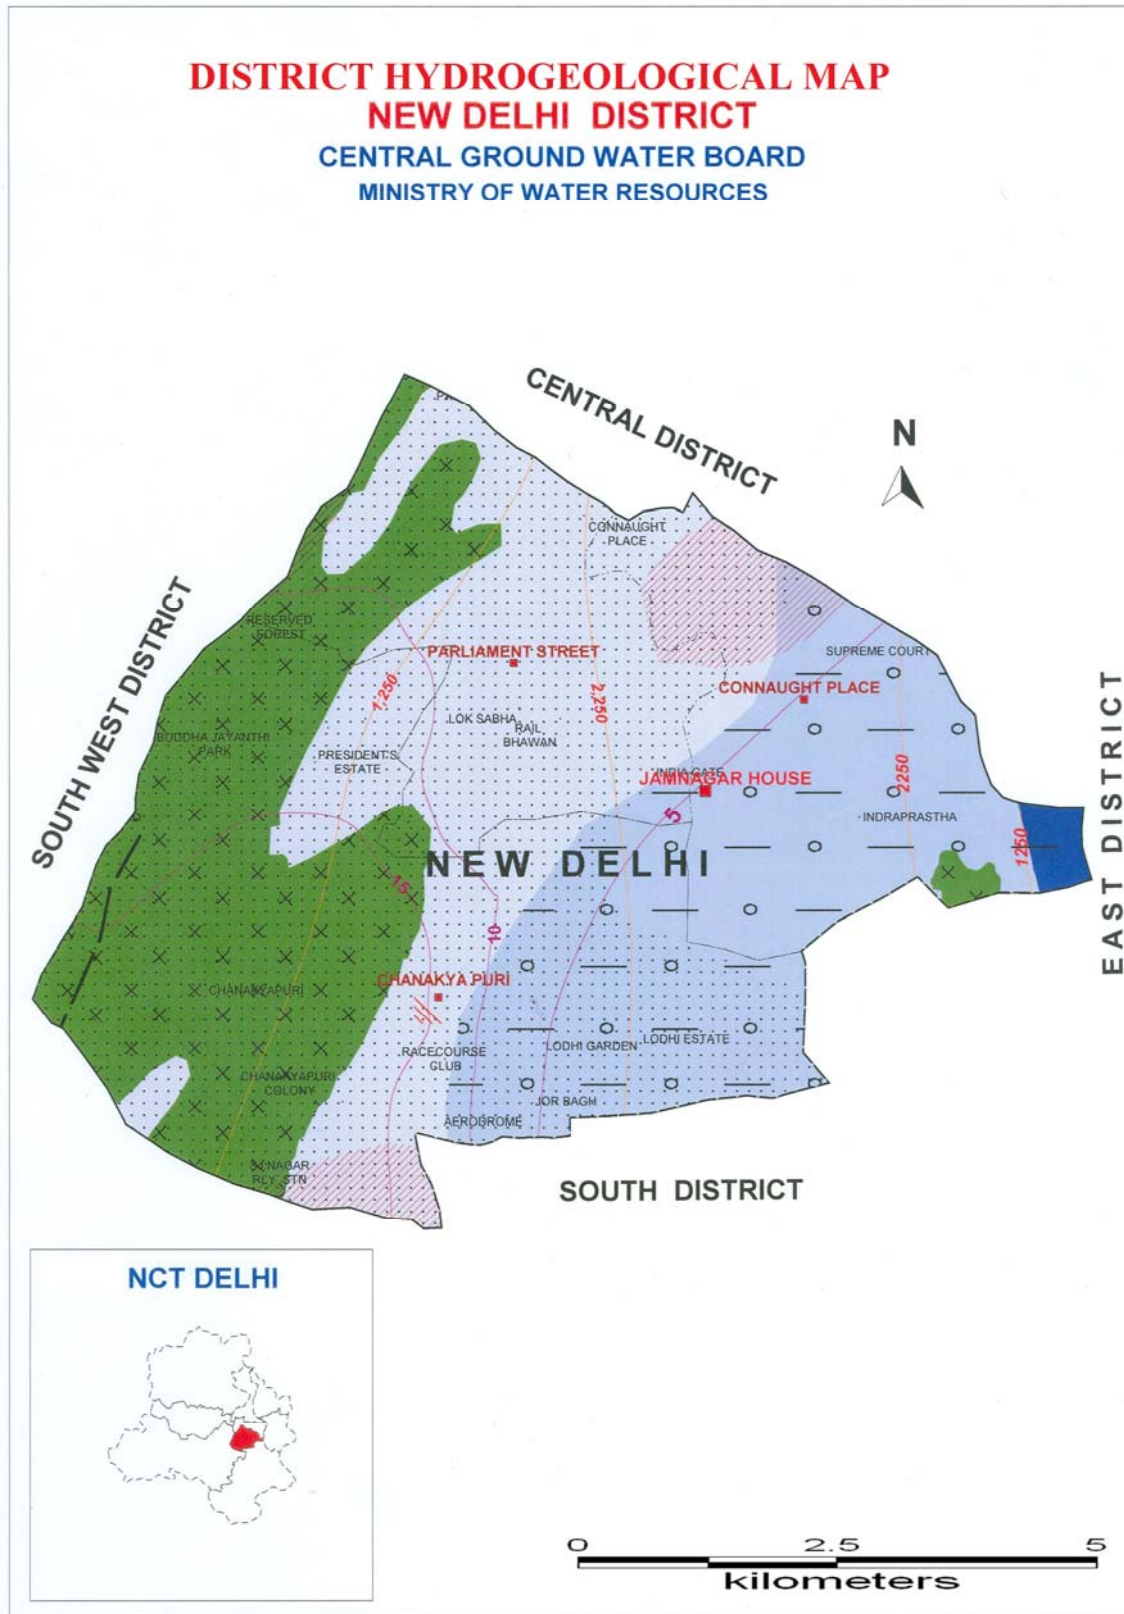 DISTRICT HYDROGEOLOGICAL MAP
NEW DELHI DISTRICT
CENTRAL GROUND WATER BOARD
MINISTRY OF WATER RESOURCES
CENTRAL DISTRICT
N
CONNAUGHT
PLACE
SOUTH WEST DISTRICT
RESERVED
FOREST
PARLIAMENT STREET
SUPREME COURT
EAST DISTRICT
1,250
2,250
CONNAUGHT PLACE
LOK SABHA
RAIL
BHAWAN
BUDDHA JAYANTHI
PARK
PRESIDENT'S
ESTATE
INDIA GATE
JAMNAGAR HOUSE
2250
5
INDRAPRASTHA
1250
NEW DELHI
15
10
CHANAKYA PURI
CHANAKYAPURI
RACECOURSE
CLUB
LODHI GARDEN
LODHI ESTATE
CHANAKYAPURI
COLONY
JOR BAGH
AERODROME
RLY STN
SOUTH DISTRICT
NCT DELHI
0 2.5 5
kilometers